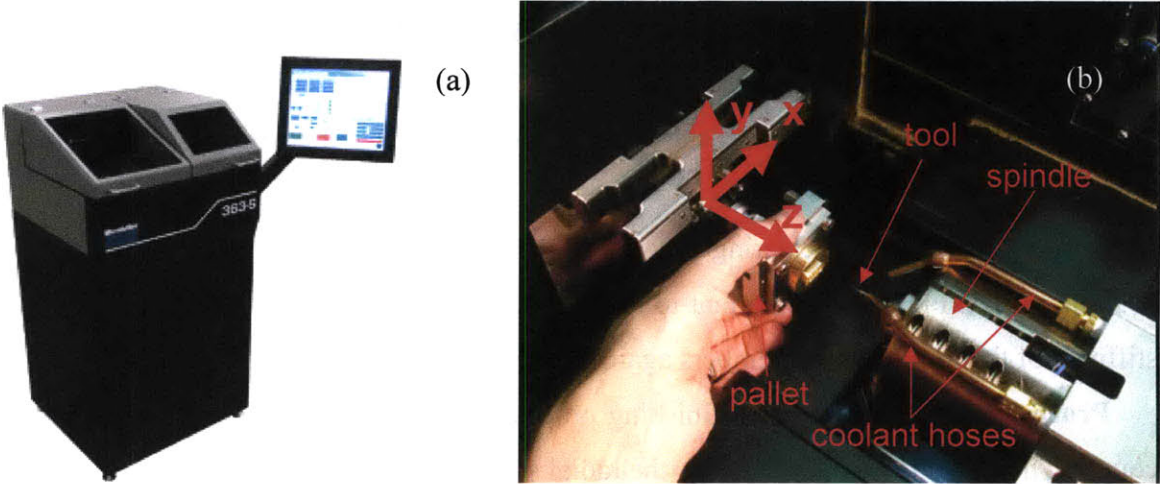 (a)
363-S
(b)
y
x
z
tool
spindle
pallet
coolant hoses